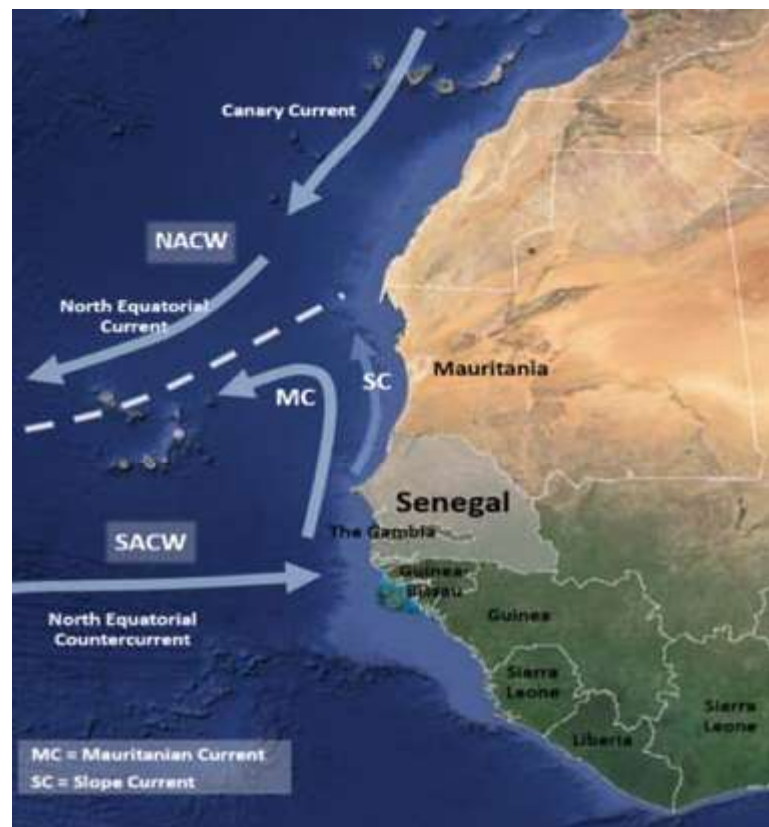 Canary Current
NACW
North Equatorial
Current
MC
SC
Mauritania
Senegal
The Gambia
SACW
Guinea-
Bissau
North Equatorial
Countercurrent
Guinea
Sierra
Leone
Sierra
Leone
Liberia
MC = Mauritanian Current
SC = Slope Current